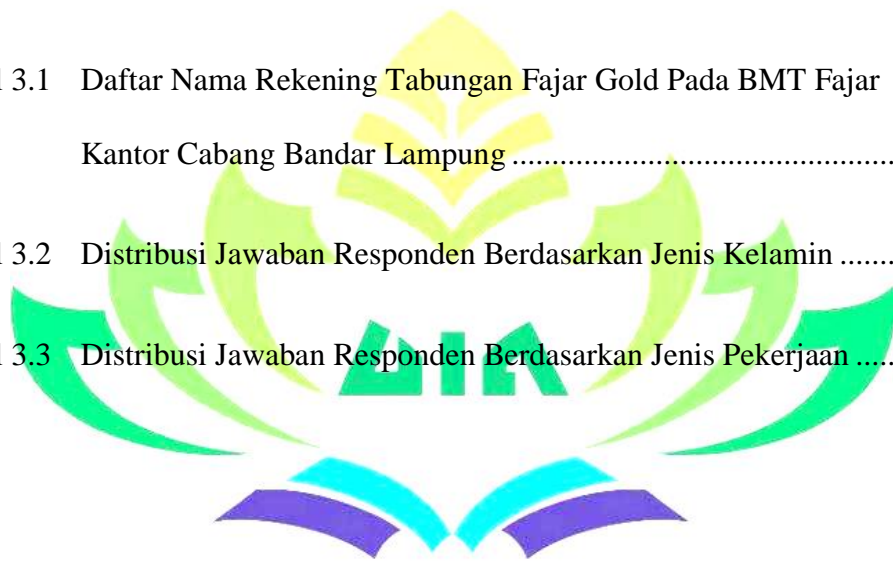 l 3.1 Daftar Nama Rekening Tabungan Fajar Gold Pada BMT Fajar
Kantor Cabang Bandar Lampung ................................................
l 3.2 Distribusi Jawaban Responden Berdasarkan Jenis Kelamin .......
l 3.3 Distribusi Jawaban Responden Berdasarkan Jenis Pekerjaan .....
UIN